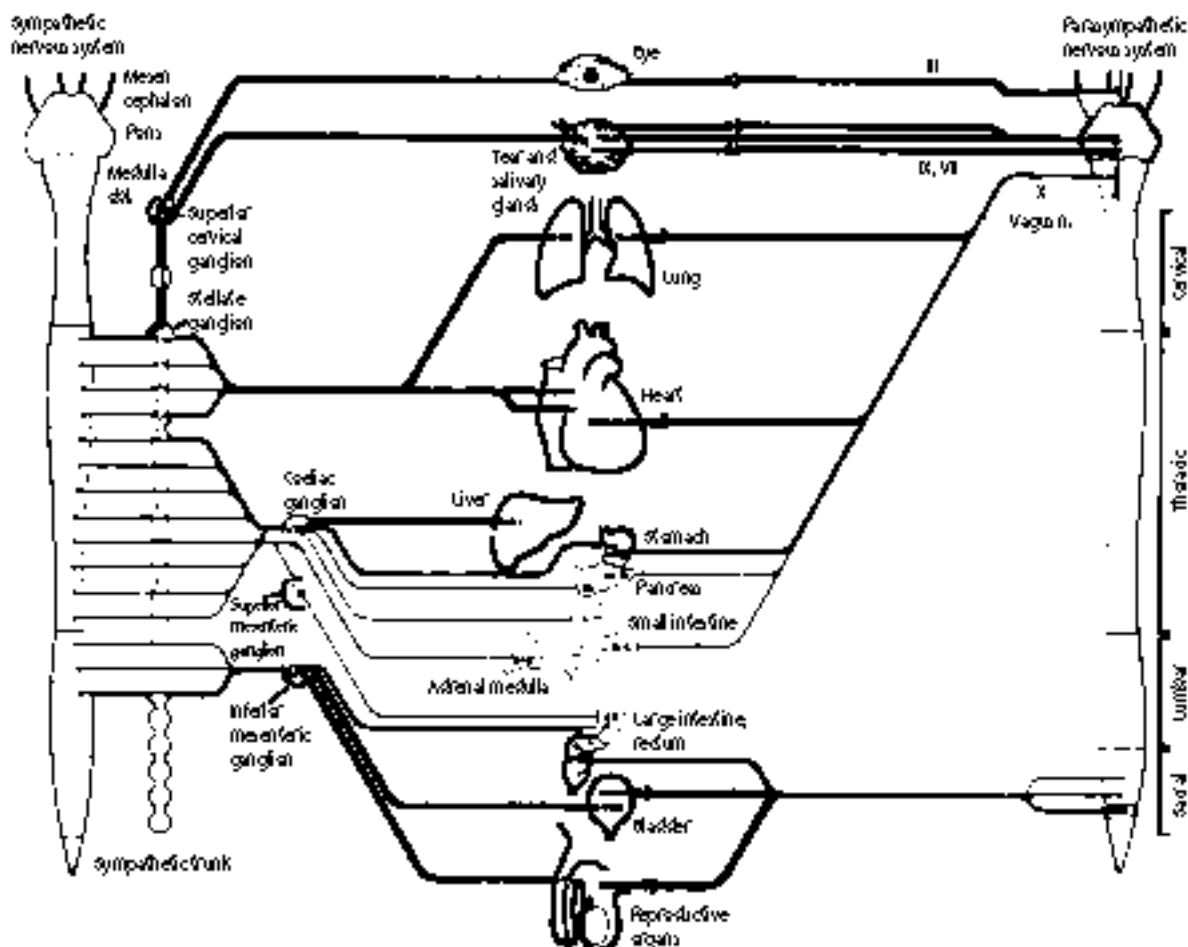 Sympathetic
nervous system
Mesen
cephalon
Pons
Medulla
obl.
Superior
cervical
ganglion
Stellate
ganglion
Eye
Tear and
salivary
glands
Lung
Heart
Coeliac
ganglion
Liver
Stomach
Pancreas
Small intestine
Superior
mesenteric
ganglion
Adrenal medulla
Inferior
mesenteric
ganglion
Large intestine,
rectum
Bladder
Sympathetic trunk
Reproductive
organs
Parasympathetic
nervous system
III
IX, VII
X
Vagus n.
Cervical
Thoracic
Lumbar
Sacral